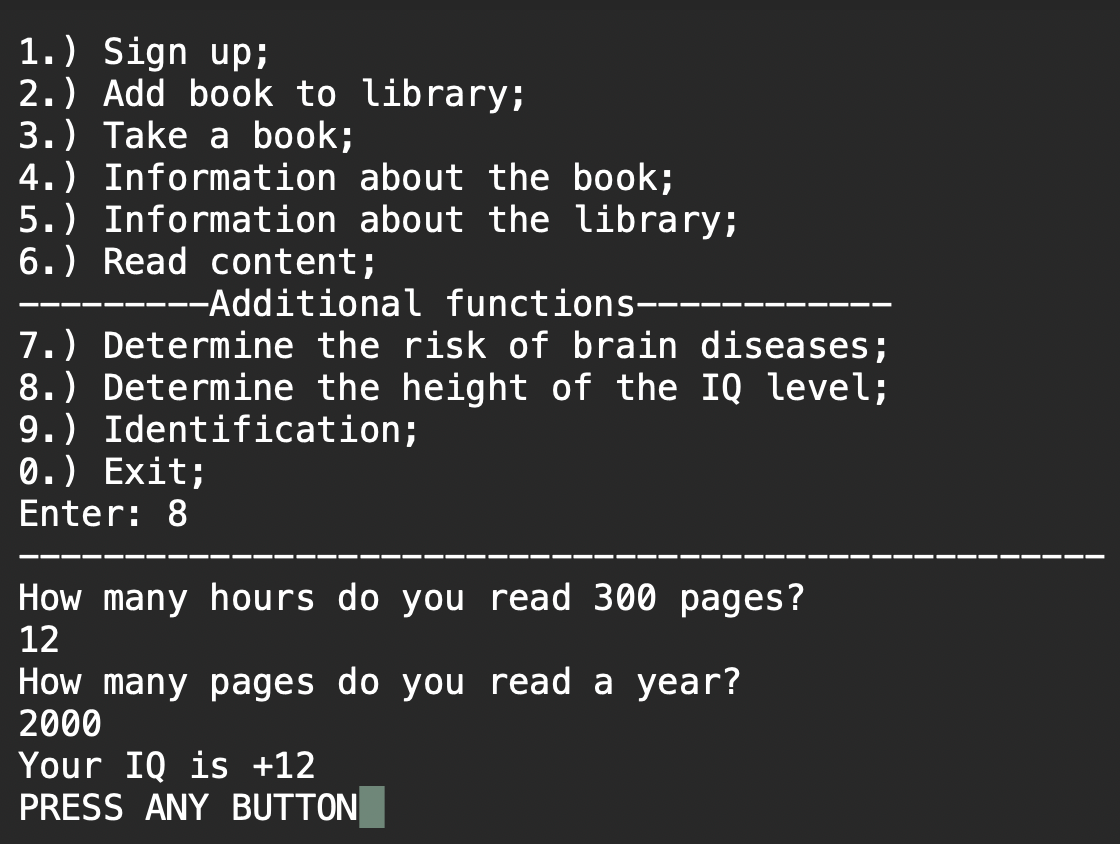 1.) Sign up;
2.) Add book to library;
3.) Take a book;
4.) Information about the book;
5.) Information about the library;
6.) Read content;
---------Additional functions------------
7.) Determine the risk of brain diseases;
8.) Determine the height of the IQ level;
9.) Identification;
0.) Exit;
Enter: 8
---------------------------------------------------
How many hours do you read 300 pages?
12
How many pages do you read a year?
2000
Your IQ is +12
PRESS ANY BUTTON